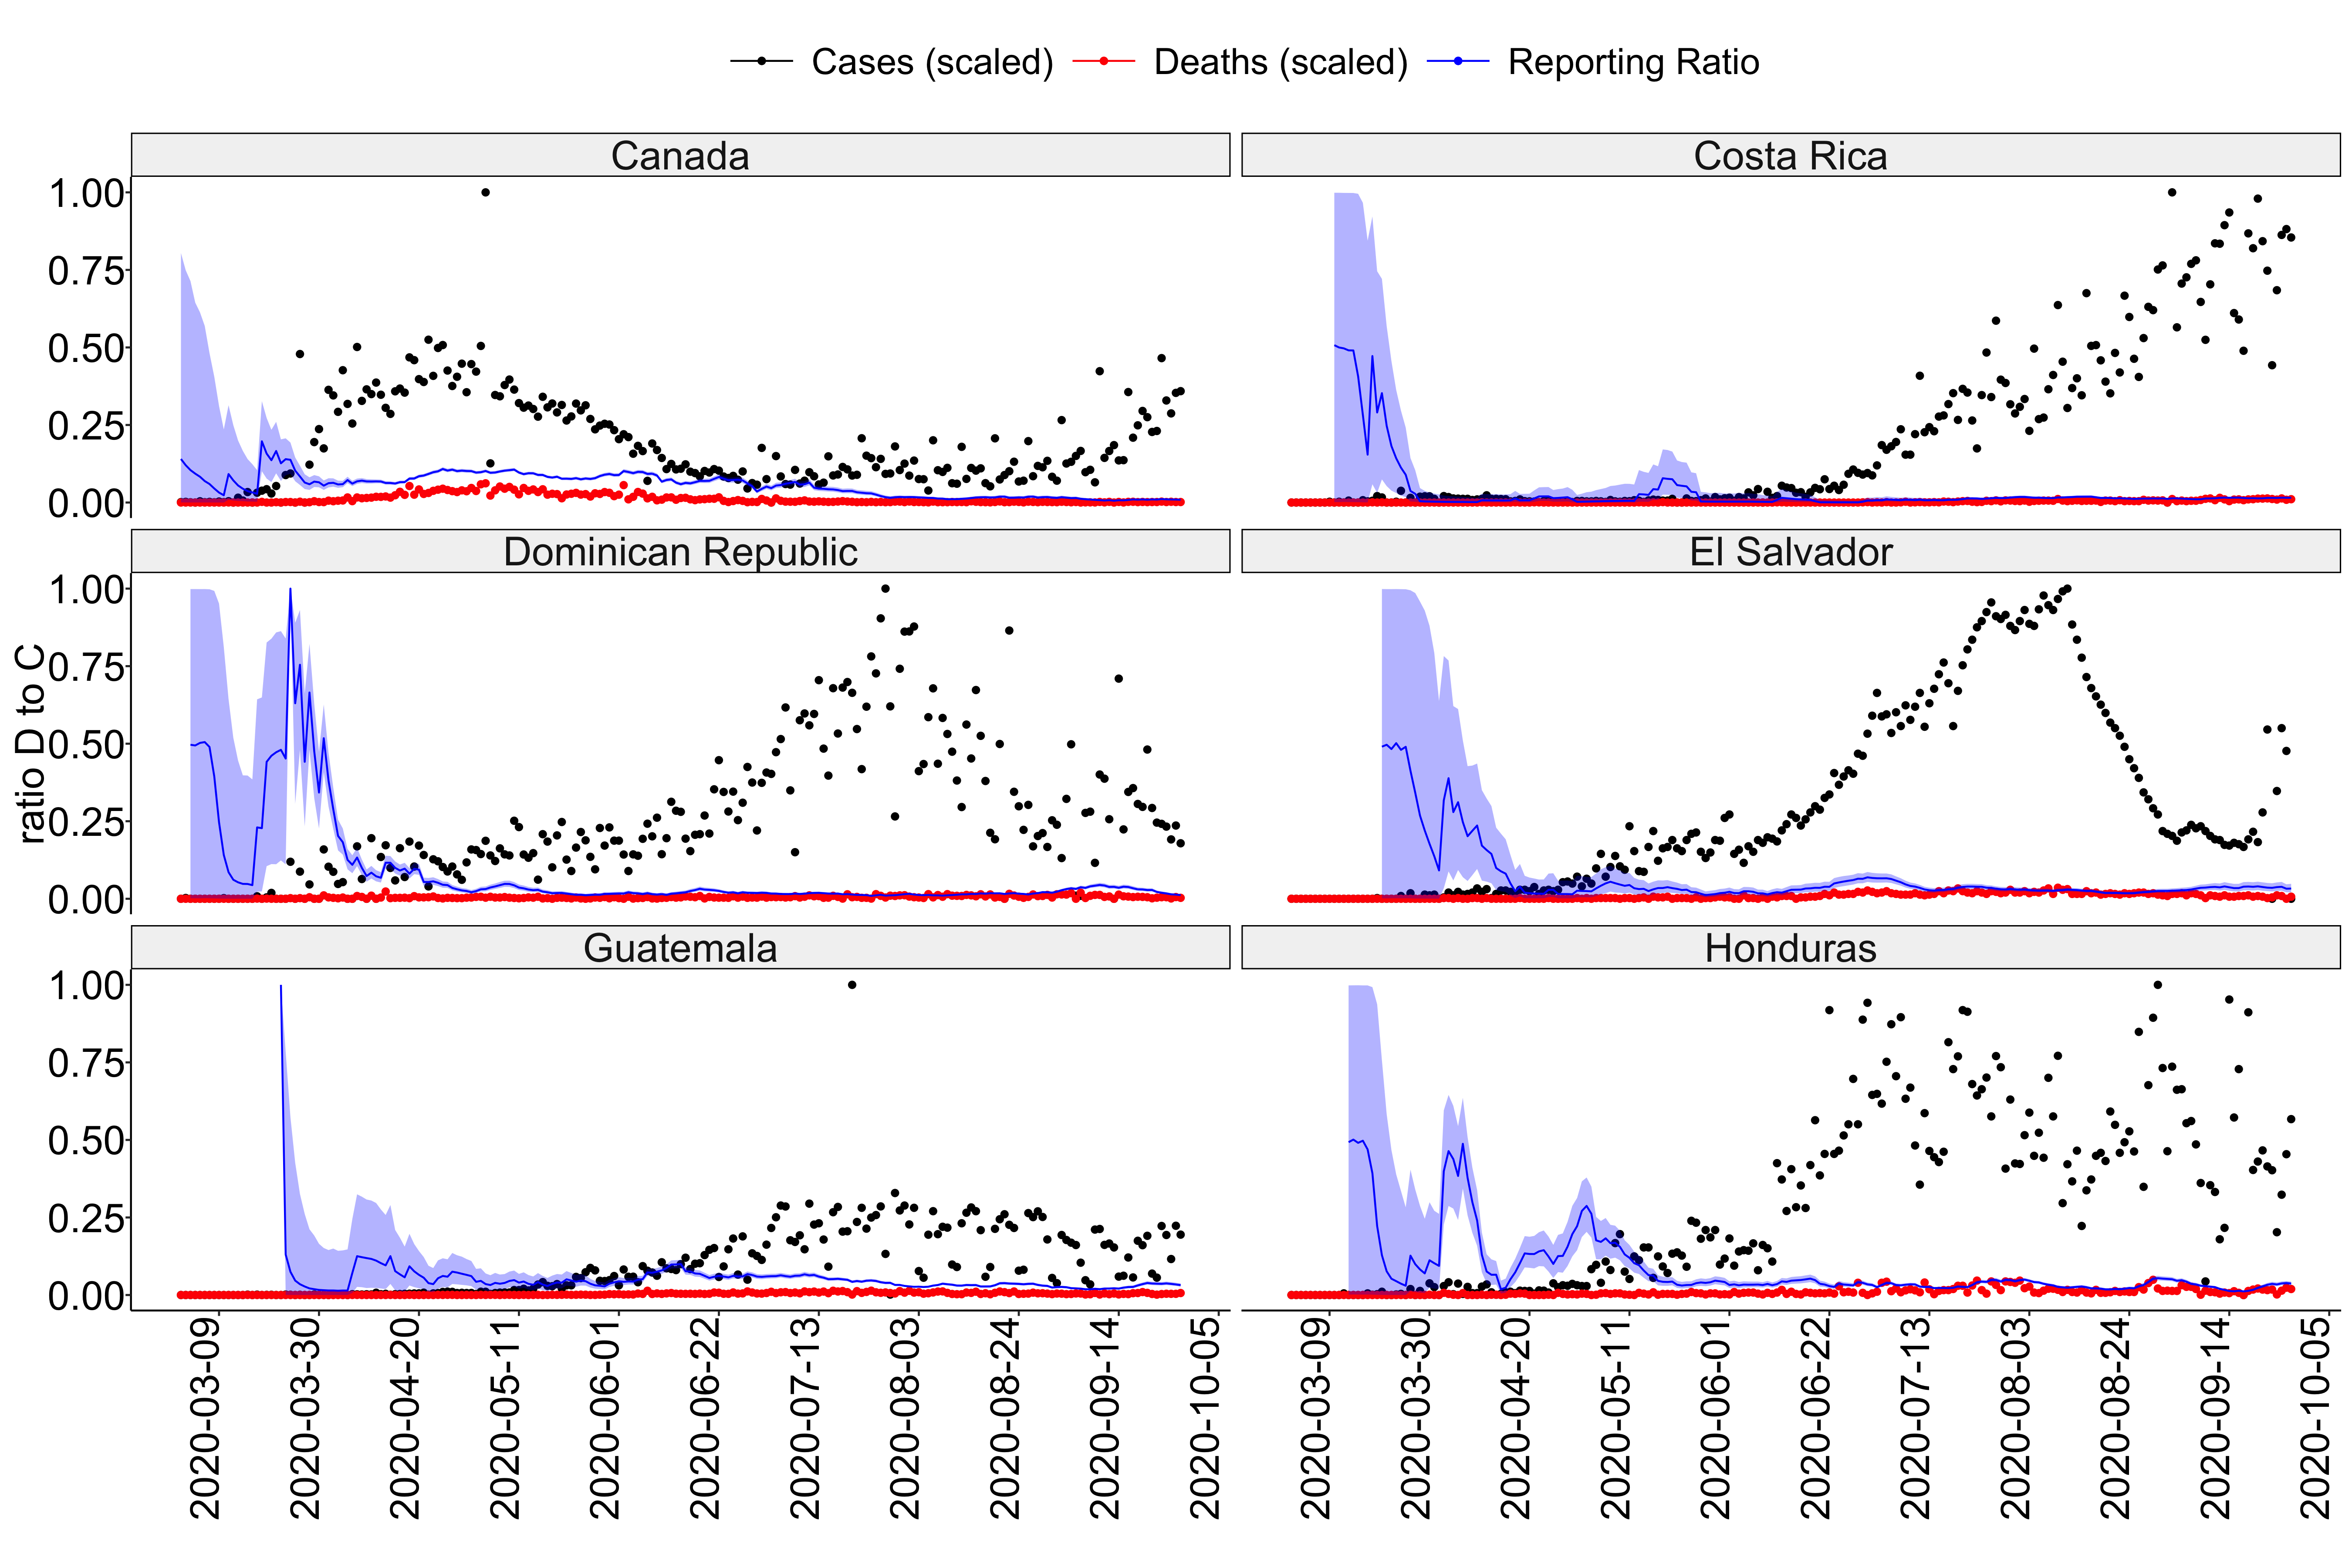 Cases (scaled) Deaths (scaled) Reporting Ratio
Canada Costa Rica
1.00
0.75
0.50
0.25
0.00
Dominican Republic El Salvador
1.00
0.75
0.50
0.25
0.00
ratio D to C
Guatemala Honduras
1.00
0.75
0.50
0.25
0.00
2020-03-09 2020-03-30 2020-04-20 2020-05-11 2020-06-01 2020-06-22 2020-07-13 2020-08-03 2020-08-24 2020-09-14 2020-10-05
2020-03-09 2020-03-30 2020-04-20 2020-05-11 2020-06-01 2020-06-22 2020-07-13 2020-08-03 2020-08-24 2020-09-14 2020-10-05